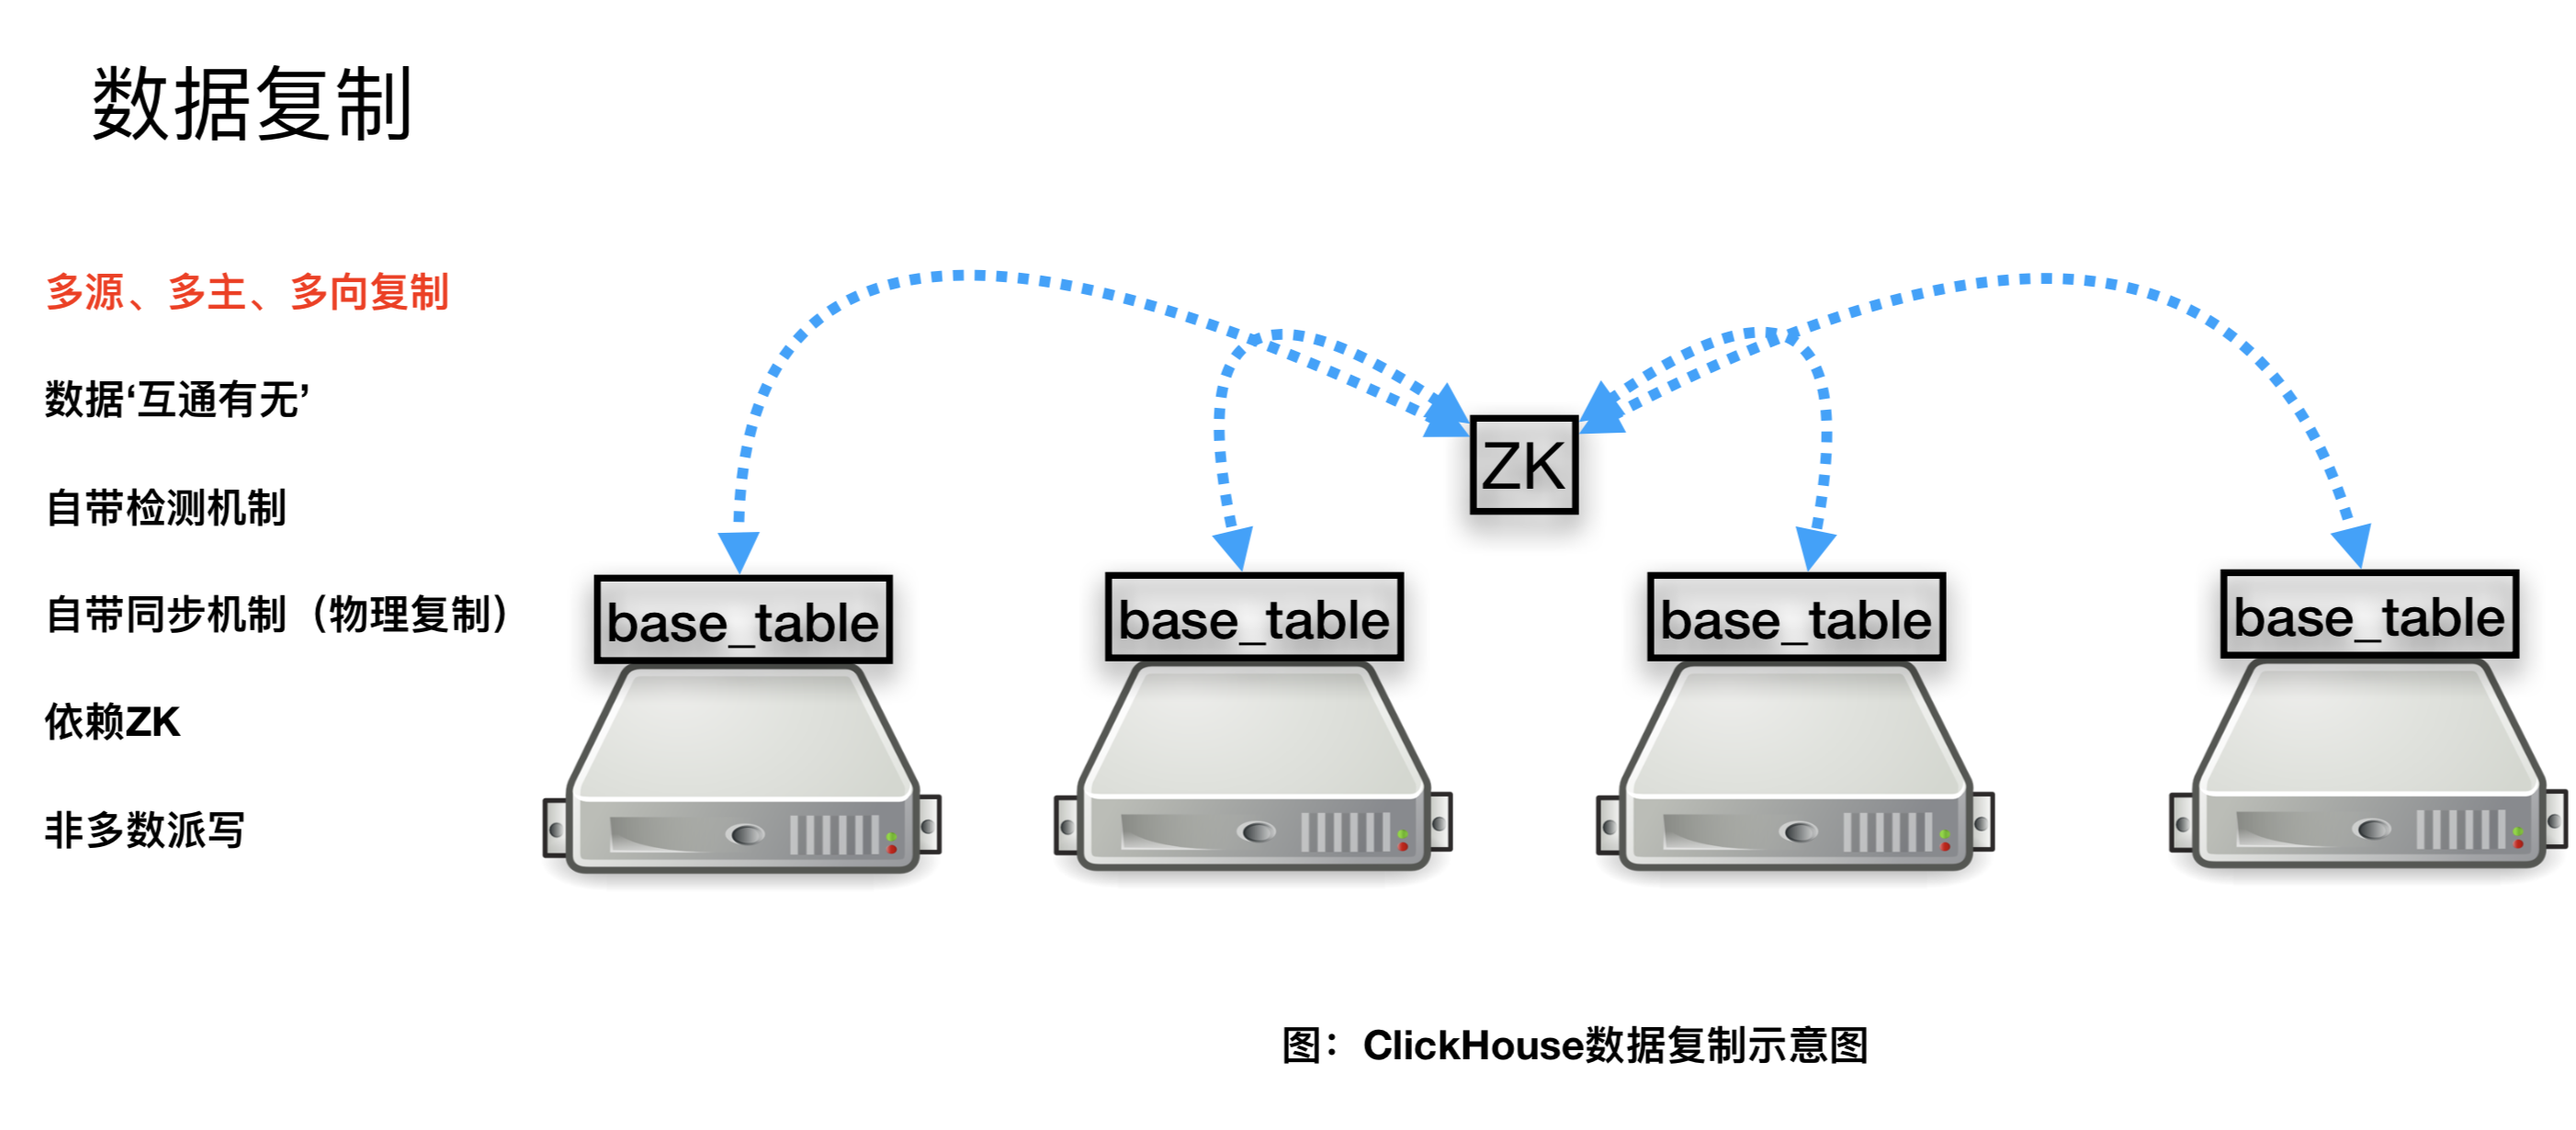 数据复制
多源、多主、多向复制
数据‘互通有无’
自带检测机制
自带同步机制（物理复制）
依赖ZK
非多数派写
ZK
base_table
base_table
base_table
base_table
图：ClickHouse数据复制示意图